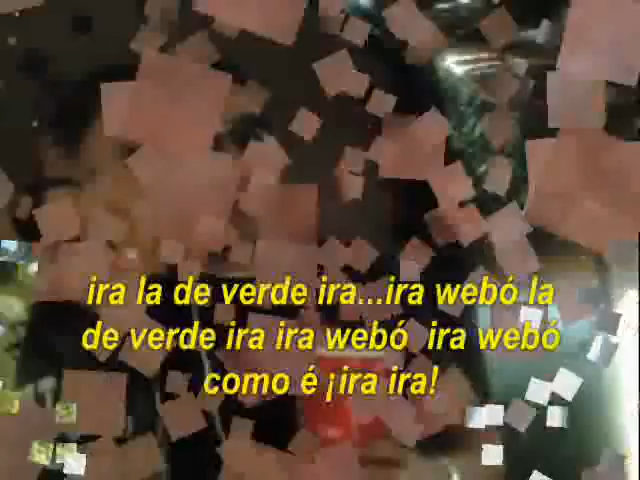 ira la de verde ira...ira webó la
de verde ira ira webó  ira webó
como é ¡ira ira!